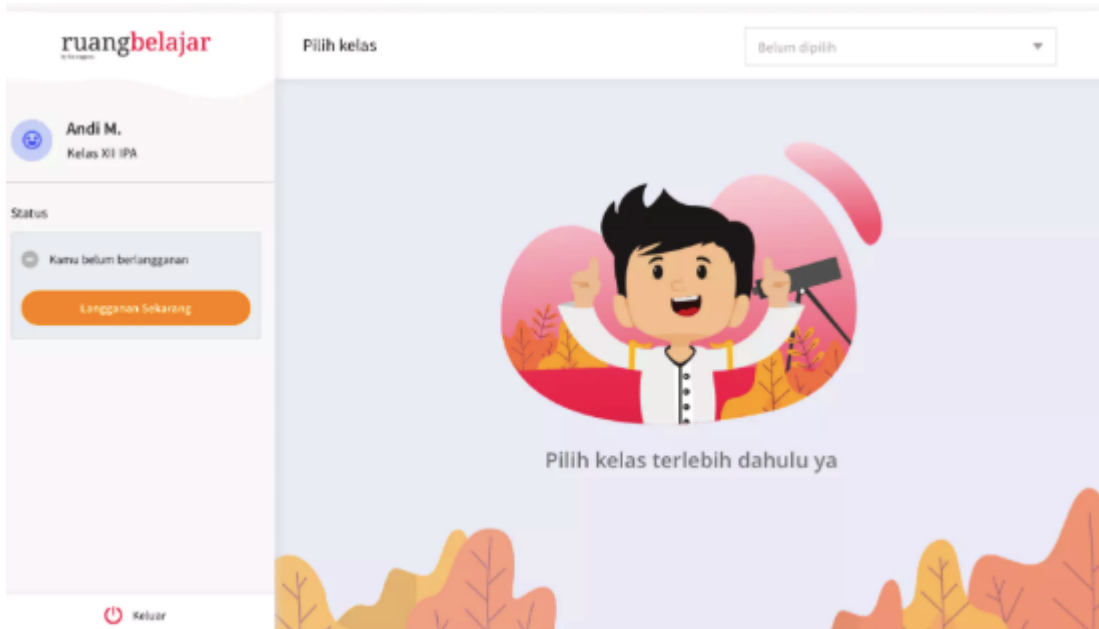 ruangbelajar
Pilih kelas
Belum dipilih
Andi M.
Kelas XII IPA
Status
Kamu belum berlangganan
Langganan Sekarang
Pilih kelas terlebih dahulu ya
Keluar